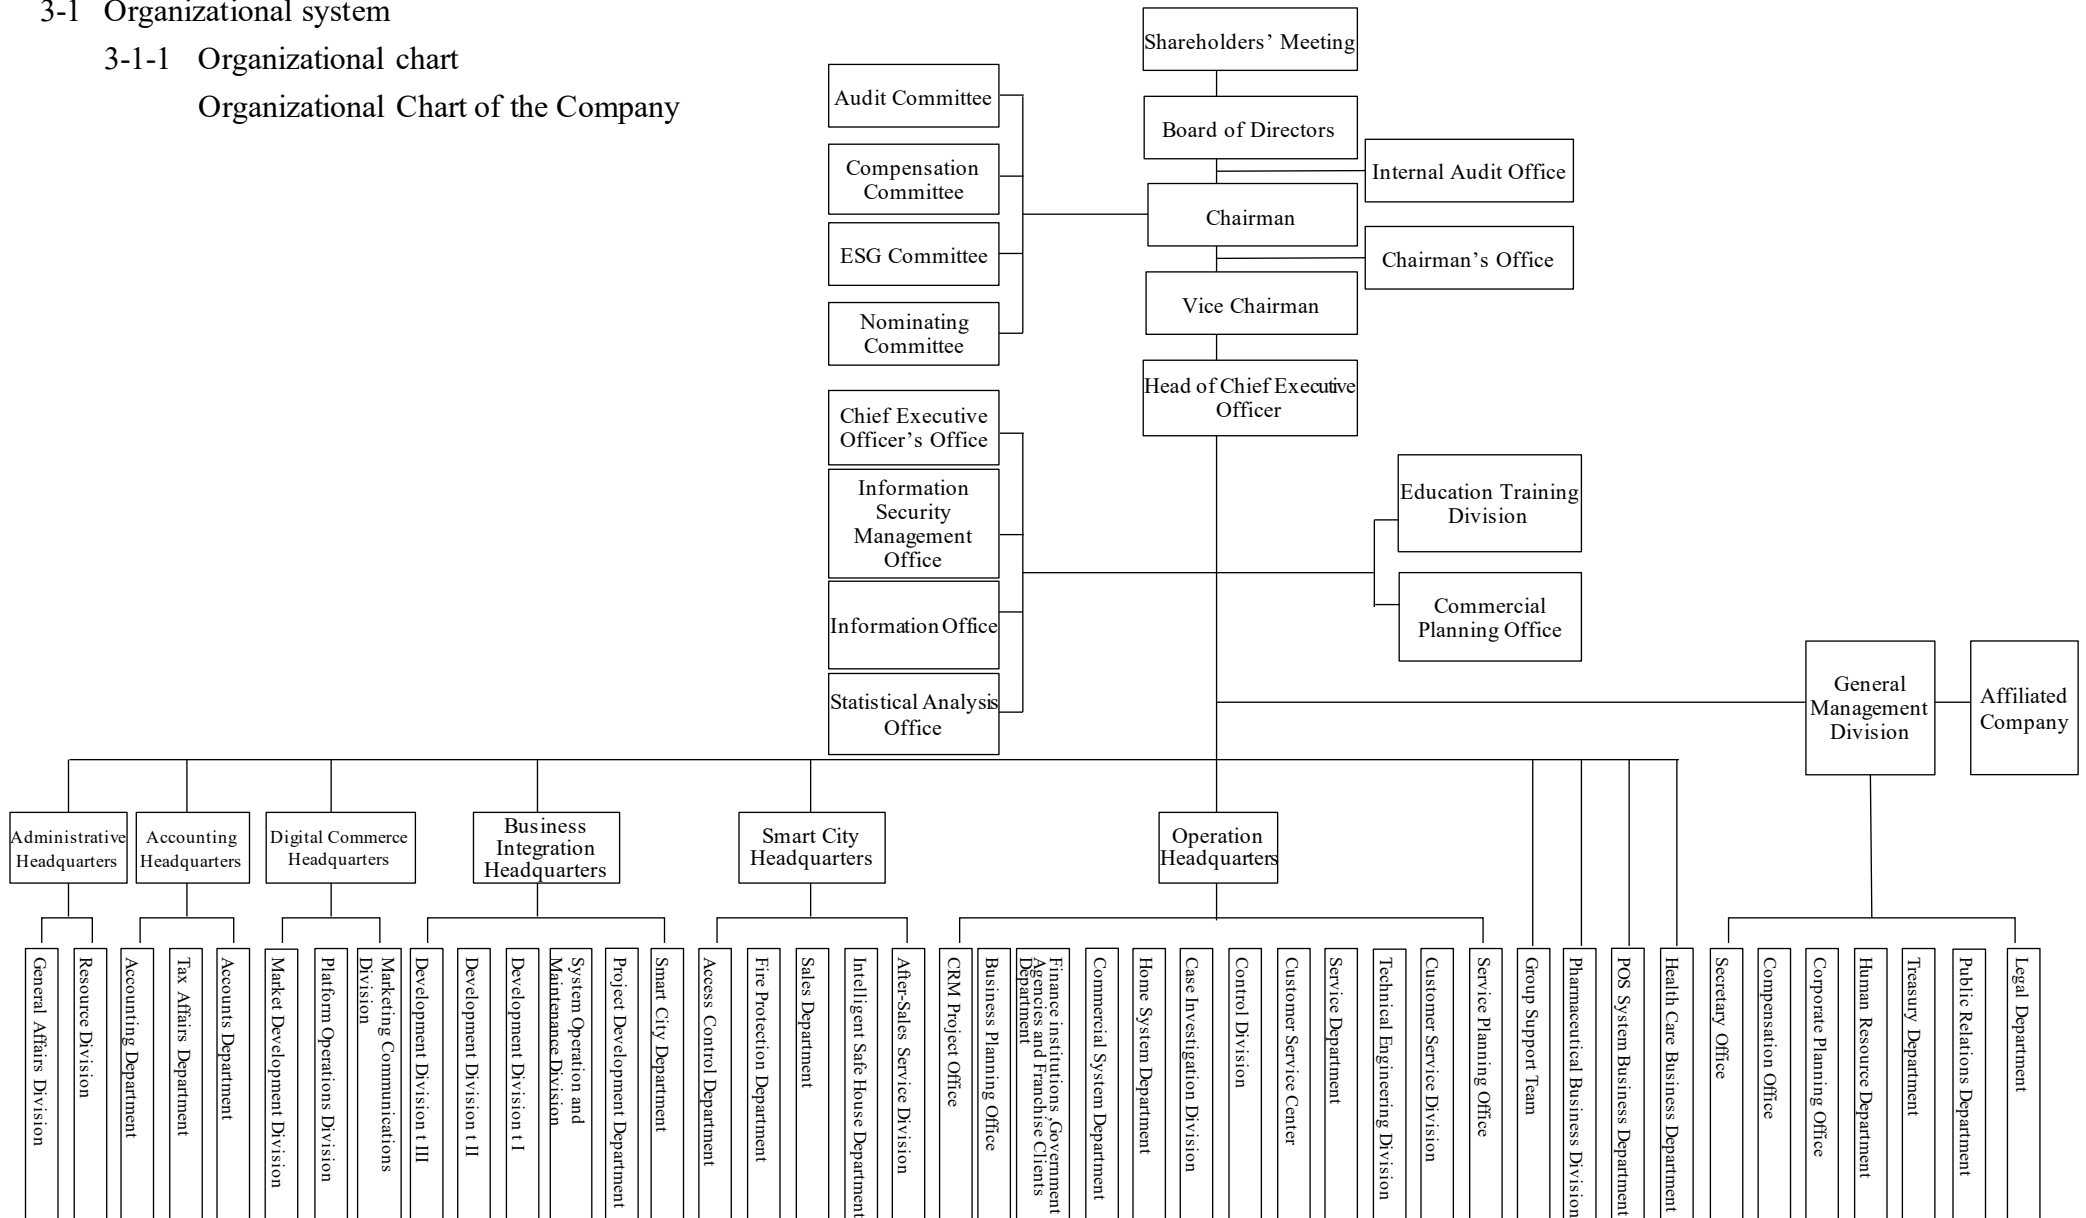 3-1 Organizational system
3-1-1 Organizational chart
Organizational Chart of the Company
Shareholders’ Meeting
Board of Directors
Internal Audit Office
Chairman
Chairman’s Office
Vice Chairman
Head of Chief Executive
Officer
Audit Committee
Compensation
Committee
ESG Committee
Nominating
Committee
Chief Executive
Officer’s Office
Information
Security
Management
Office
Information Office
Statistical Analysis
Office
Education Training
Division
Commercial
Planning Office
General
Management
Division
Affiliated
Company
Administrative
Headquarters
Accounting
Headquarters
Digital Commerce
Headquarters
Business
Integration
Headquarters
Smart City
Headquarters
Operation
Headquarters
General Affairs Division
Resource Division
Accounting Department
Tax Affairs Department
Accounts Department
Market Development Division
Platform Operations Division
Marketing Communications
Division
Development Division t III
Development Division t II
Development Division t I
System Operation and
Maintenance Division
Project Development Department
Smart City Department
Access Control Department
Fire Protection Department
Sales Department
Intelligent Safe House Department
After-Sales Service Division
CRM Project Office
Business Planning Office
Finance institutions ,Government
Agencies and Franchise Clients
Department
Commercial System Department
Home System Department
Case Investigation Division
Control Division
Customer Service Center
Service Department
Technical Engineering Division
Customer Service Division
Service Planning Office
Group Support Team
Pharmaceutical Business Division
POS System Business Department
Health Care Business Department
Secretary Office
Compensation Office
Corporate Planning Office
Human Resource Department
Treasury Department
Public Relations Department
Legal Department